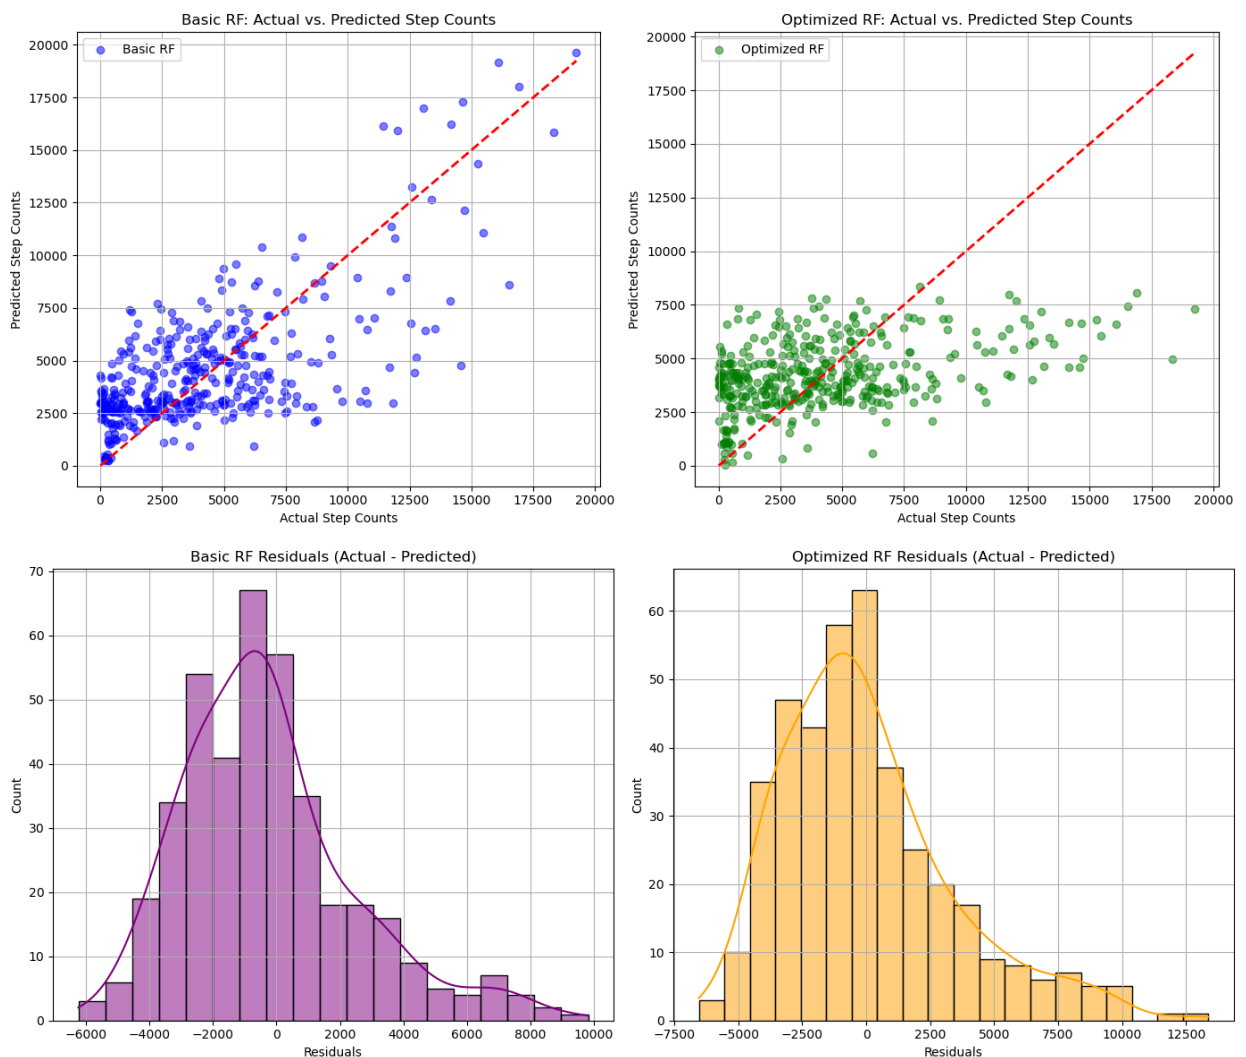 Basic RF: Actual vs. Predicted Step Counts
Basic RF
Predicted Step Counts
20000
17500
15000
12500
10000
7500
5000
2500
0
0 2500 5000 7500 10000 12500 15000 17500 20000
Actual Step Counts
Optimized RF: Actual vs. Predicted Step Counts
Optimized RF
Predicted Step Counts
20000
17500
15000
12500
10000
7500
5000
2500
0
0 2500 5000 7500 10000 12500 15000 17500 20000
Actual Step Counts
Basic RF Residuals (Actual - Predicted)
Count
70
60
50
40
30
20
10
0
−6000 −4000 −2000 0 2000 4000 6000 8000 10000
Residuals
Optimized RF Residuals (Actual - Predicted)
Count
60
50
40
30
20
10
0
−7500 −5000 −2500 0 2500 5000 7500 10000 12500
Residuals